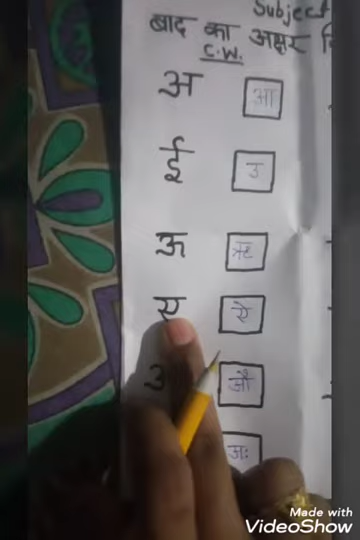 Subject
बाद का अक्षर
C.W.
अ आ
ई उ
ऊ ऋ
ए ऐ
औ
अः
Made with
VideoShow